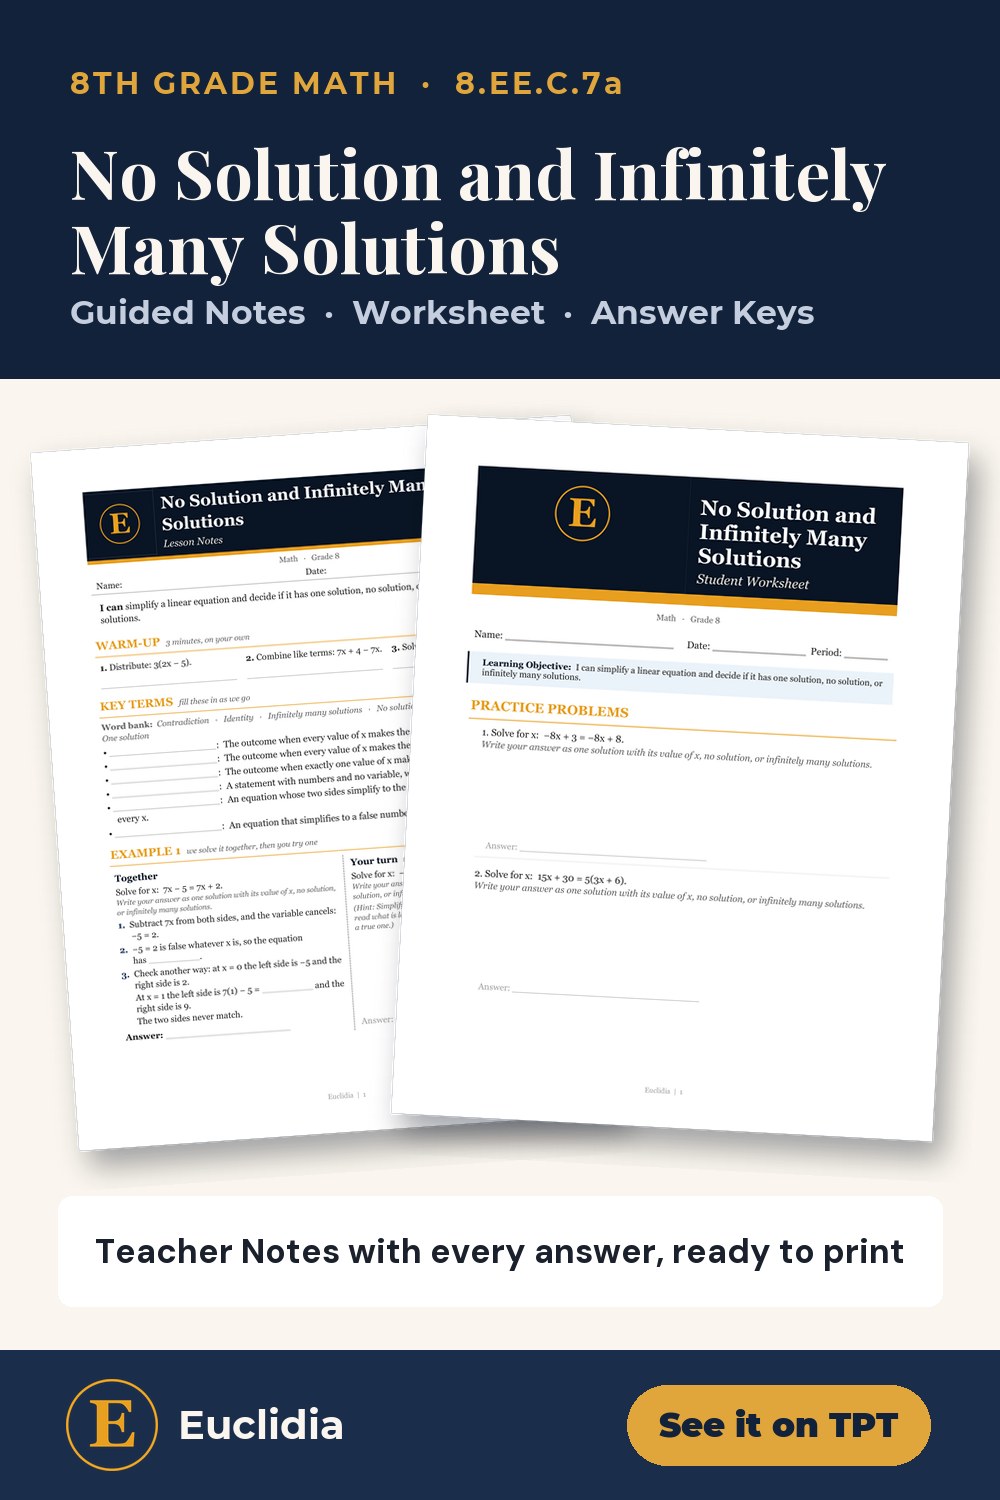 8TH GRADE MATH · 8.EE.C.7a
No Solution and Infinitely
Many Solutions
Guided Notes · Worksheet · Answer Keys
E
No Solution and Infinitely Man
Solutions
Lesson Notes
Math · Grade 8
Name:
Date:
I can simplify a linear equation and decide if it has one solution, no solution,
solutions.
WARM-UP 3 minutes, on your own
1. Distribute: 3(2x − 5).
2. Combine like terms: 7x + 4 − 7x.
3. Sol
KEY TERMS fill these in as we go
Word bank: Contradiction · Identity · Infinitely many solutions · No solutio
One solution
• : The outcome when every value of x makes the
• : The outcome when every value of x makes the
• : The outcome when exactly one value of x mak
• : A statement with numbers and no variable,
• : An equation whose two sides simplify to the
every x.
• : An equation that simplifies to a false numbe
EXAMPLE 1 we solve it together, then you try one
Together
Solve for x: 7x − 5 = 7x + 2.
Write your answer as one solution with its value of x, no solution,
or infinitely many solutions.
1. Subtract 7x from both sides, and the variable cancels:
−5 = 2.
2. −5 = 2 is false whatever x is, so the equation
has ________.
3. Check another way: at x = 0 the left side is −5 and the
right side is 2.
At x = 1 the left side is 7(1) − 5 = ________ and the
right side is 9.
The two sides never match.
Answer:
Your turn
Solve for x: −
Write your ans
solution, or inf
(Hint: Simplif
read what is l
a true one.)
Answer:
Euclidia | 1
E
No Solution and
Infinitely Many
Solutions
Student Worksheet
Math · Grade 8
Name: Date: Period:
Learning Objective: I can simplify a linear equation and decide if it has one solution, no solution, or
infinitely many solutions.
PRACTICE PROBLEMS
1. Solve for x: −8x + 3 = −8x + 8.
Write your answer as one solution with its value of x, no solution, or infinitely many solutions.
Answer:
2. Solve for x: 15x + 30 = 5(3x + 6).
Write your answer as one solution with its value of x, no solution, or infinitely many solutions.
Answer:
Euclidia | 1
Teacher Notes with every answer, ready to print
E
Euclidia
See it on TPT